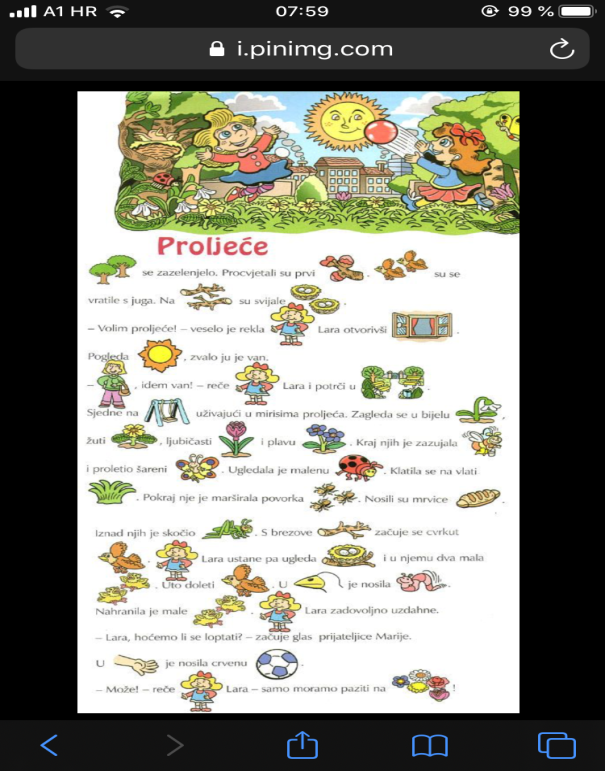 A1 HR 07:59 99 %
i.pinimg.com
Proljeće
se zazelenjelo. Procvjetali su prvi . su se
vratile s juga. Na su svijale .
– Volim proljeće! – veselo je rekla Lara otvorivši .
Pogleda , zvalo ju je van.
– , idem van! – reče Lara i potrči u .
Sjedne na uživajući u mirisima proljeća. Zagleda se u bijelu ,
žuti , ljubičasti i plavu . Kraj njih je zazujala
i proletio šareni . Ugledala je malenu . Klatila se na vlati
. Pokraj nje je marširala povorka . Nosili su mrvice .
Iznad njih je skočio . S brezove začuje se cvrkut
. Lara ustane pa ugleda i u njemu dva mala
. Uto doleti . U je nosila .
Nahranila je male . Lara zadovoljno uzdahne.
– Lara, hoćemo li se loptati? – začuje glas prijateljice Marije.
U je nosila crvenu .
– Može! – reče Lara – samo moramo paziti na !